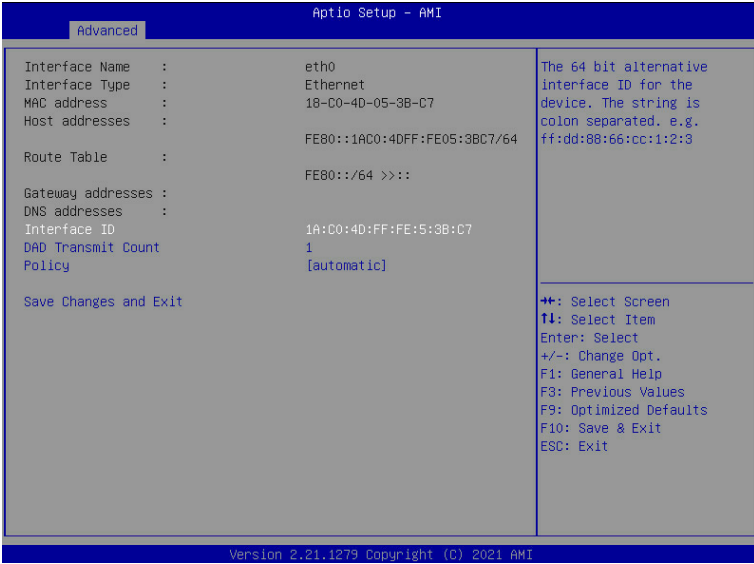 Aptio Setup – AMI
Advanced
Interface Name : eth0
Interface Type : Ethernet
MAC address : 18-C0-4D-05-3B-C7
Host addresses :
FE80::1AC0:4DFF:FE05:3BC7/64
Route Table :
FE80::/64 >>::
Gateway addresses :
DNS addresses :
Interface ID 1A:C0:4D:FF:FE:5:3B:C7
DAD Transmit Count 1
Policy [automatic]
Save Changes and Exit
The 64 bit alternative
interface ID for the
device. The string is
colon separated. e.g.
ff:dd:88:66:cc:1:2:3
→←: Select Screen
↑↓: Select Item
Enter: Select
+/-: Change Opt.
F1: General Help
F3: Previous Values
F9: Optimized Defaults
F10: Save & Exit
ESC: Exit
Version 2.21.1279 Copyright (C) 2021 AMI